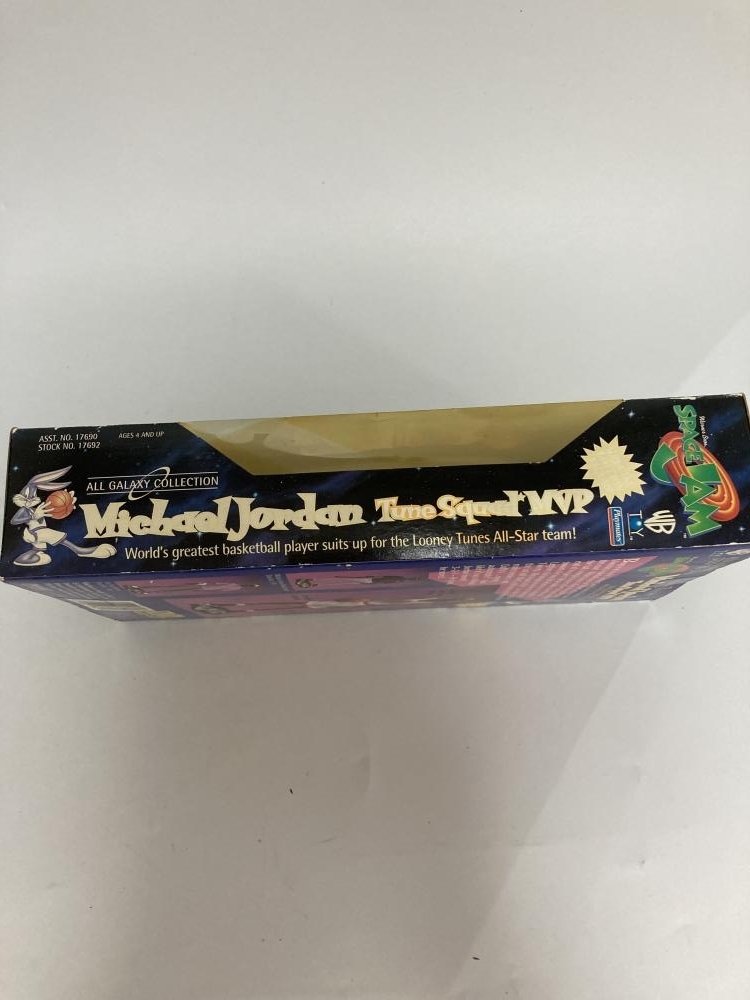 ASST. NO. 17690
STOCK NO. 17692
AGES 4 AND UP
ALL GALAXY COLLECTION
Michael Jordan Tune Squad MVP
World's greatest basketball player suits up for the Looney Tunes All-Star team!
SPACE
JAM
WB
TOY
Playmates